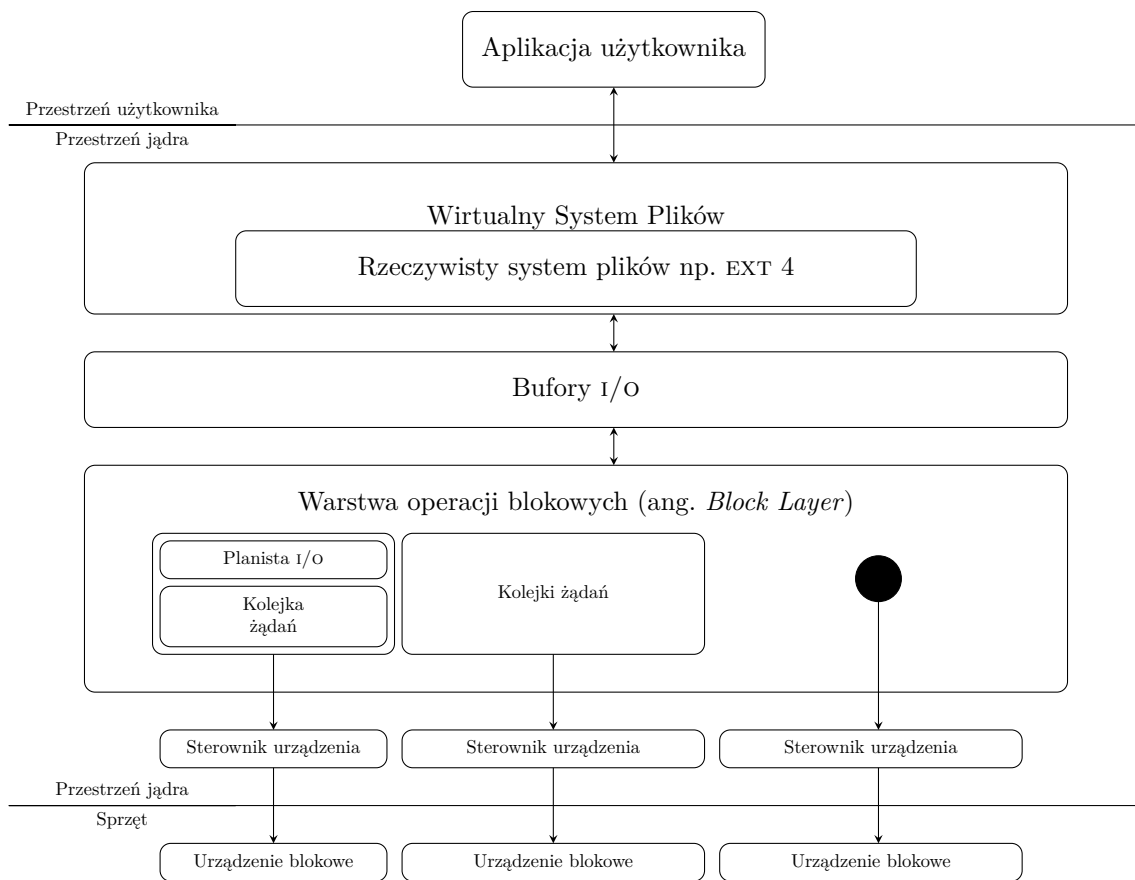 Aplikacja użytkownika
Przestrzeń użytkownika
Przestrzeń jądra
Wirtualny System Plików
Rzeczywisty system plików np. EXT 4
Bufory I/O
Warstwa operacji blokowych (ang. Block Layer)
Planista I/O
Kolejka
żądań
Kolejki żądań
Sterownik urządzenia
Sterownik urządzenia
Sterownik urządzenia
Przestrzeń jądra
Sprzęt
Urządzenie blokowe
Urządzenie blokowe
Urządzenie blokowe